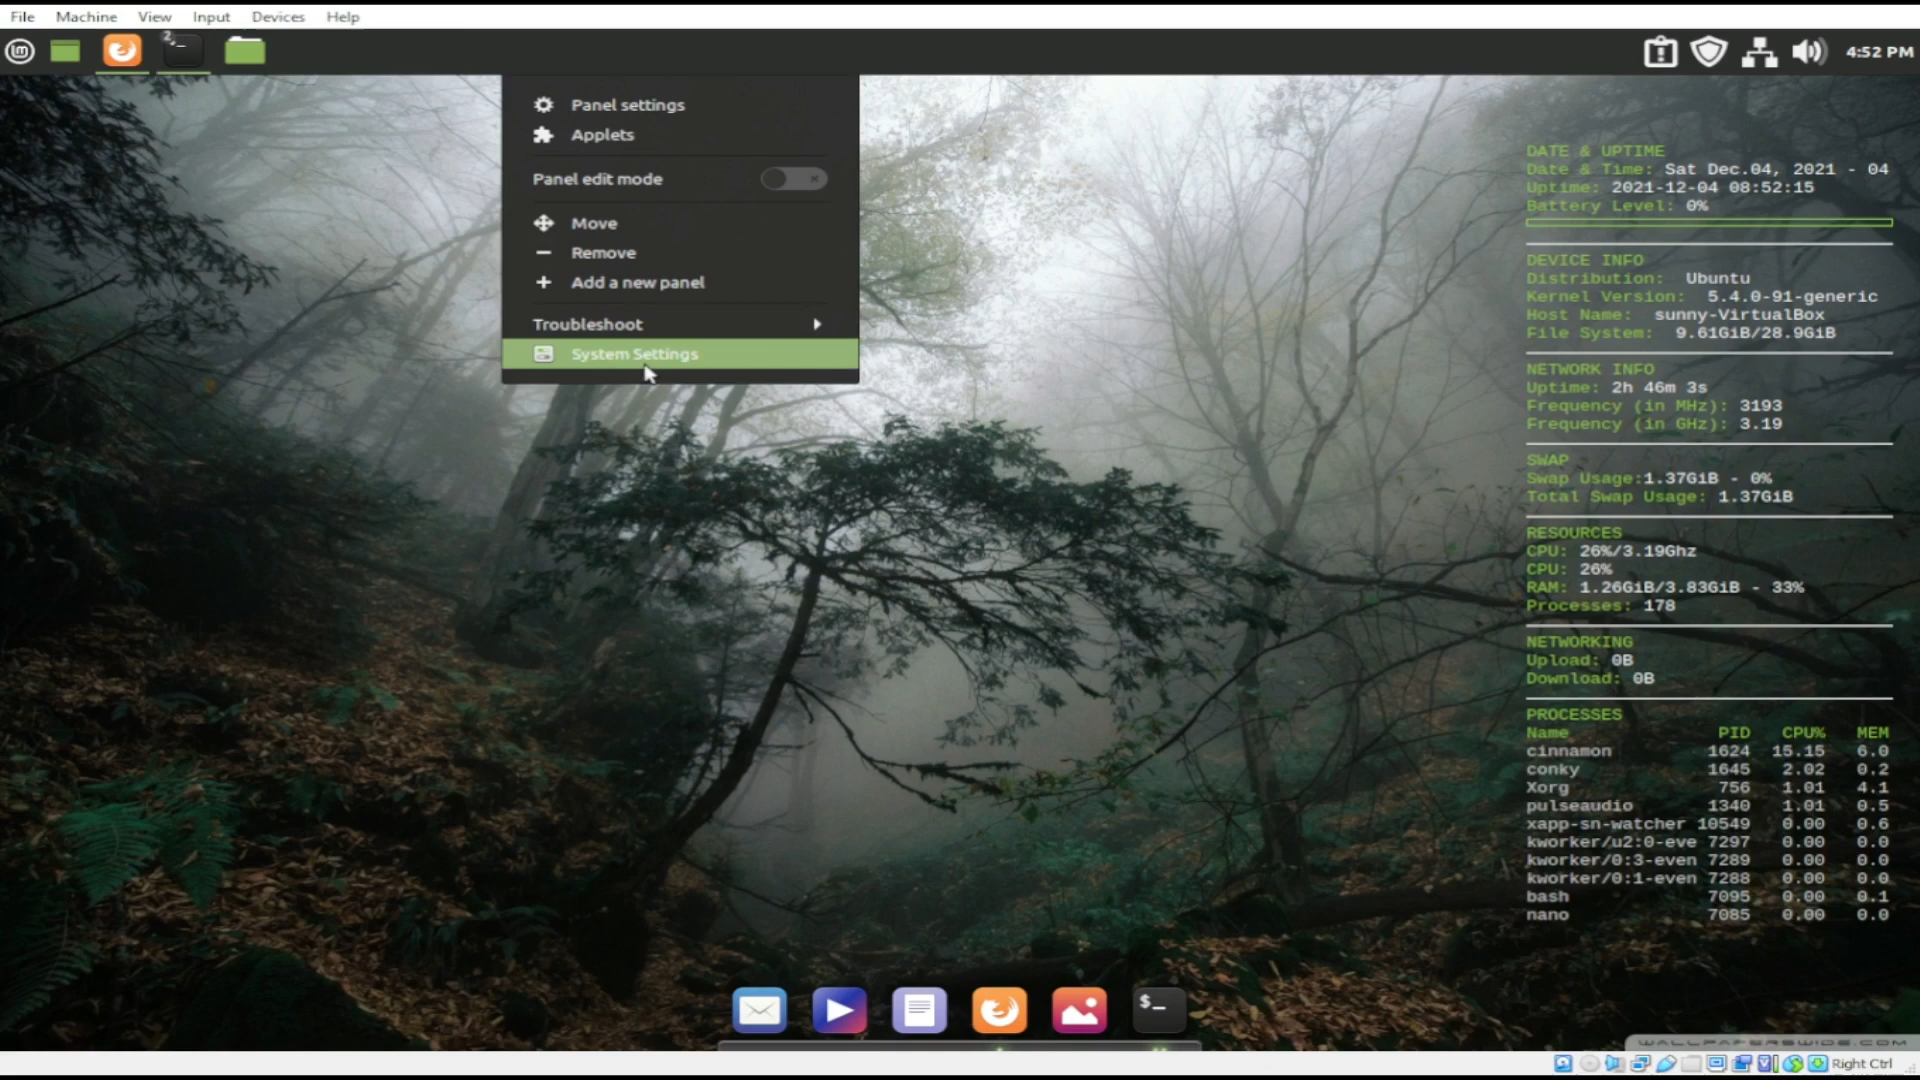 File Machine View Input Devices Help
2
4:52 PM
Panel settings
Applets
Panel edit mode
Move
Remove
Add a new panel
Troubleshoot
System Settings
DATE & UPTIME
Date & Time: Sat Dec.04, 2021 - 04
Uptime: 2021-12-04 08:52:15
Battery Level: 0%
DEVICE INFO
Distribution: Ubuntu
Kernel Version: 5.4.0-91-generic
Host Name: sunny-VirtualBox
File System: 9.61GiB/28.9GiB
NETWORK INFO
Uptime: 2h 46m 3s
Frequency (in MHz): 3193
Frequency (in GHz): 3.19
SWAP
Swap Usage:1.37GiB - 0%
Total Swap Usage: 1.37GiB
RESOURCES
CPU: 26%/3.19Ghz
CPU: 26%
RAM: 1.26GiB/3.83GiB - 33%
Processes: 178
NETWORKING
Upload: 0B
Download: 0B
PROCESSES
Name PID CPU% MEM
cinnamon 1624 15.15 6.0
conky 1645 2.02 0.2
Xorg 756 1.01 4.1
pulseaudio 1340 1.01 0.5
xapp-sn-watcher 10549 0.00 0.6
kworker/u2:0-eve 7297 0.00 0.0
kworker/0:3-even 7289 0.00 0.0
kworker/0:1-even 7288 0.00 0.0
bash 7095 0.00 0.1
nano 7085 0.00 0.0
$_
WALLPAPERSWIDE.COM
Right Ctrl